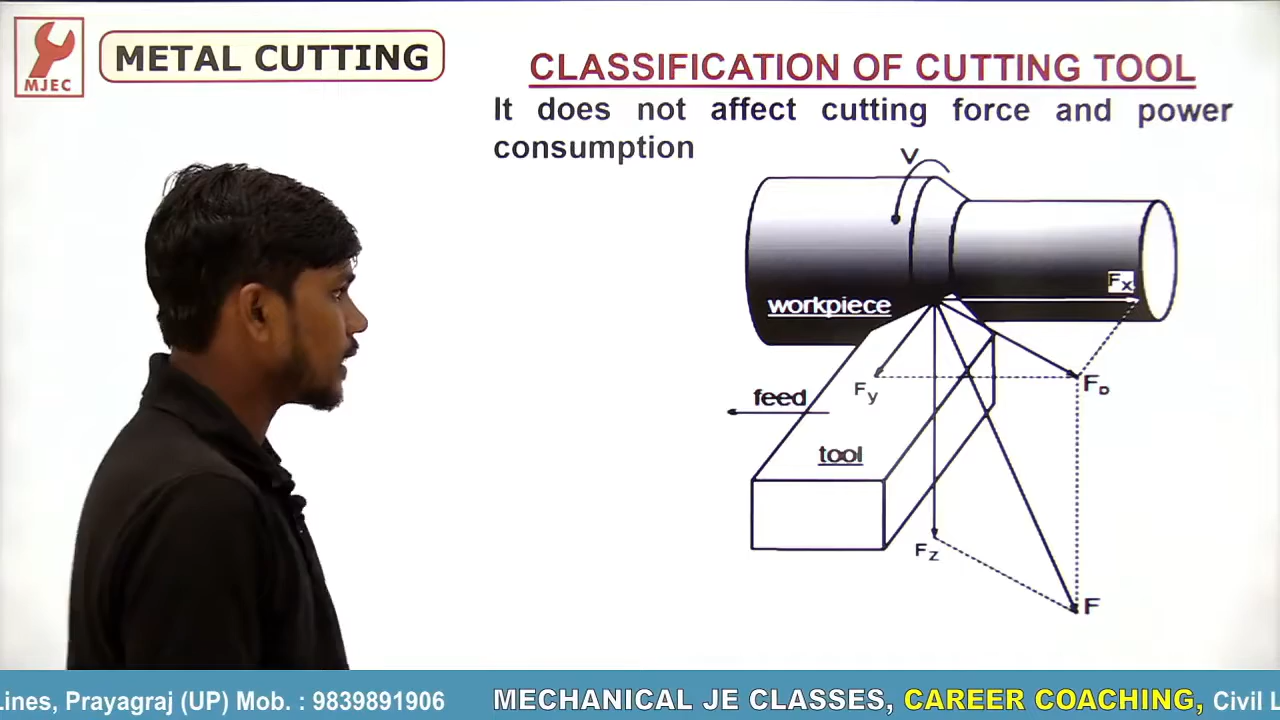 MJEC
METAL CUTTING
CLASSIFICATION OF CUTTING TOOL
It does not affect cutting force and power
consumption
V
Fx
workpiece
Fy
FD
feed
tool
Fz
F
Lines, Prayagraj (UP) Mob. : 9839891906 MECHANICAL JE CLASSES, CAREER COACHING, Civil L